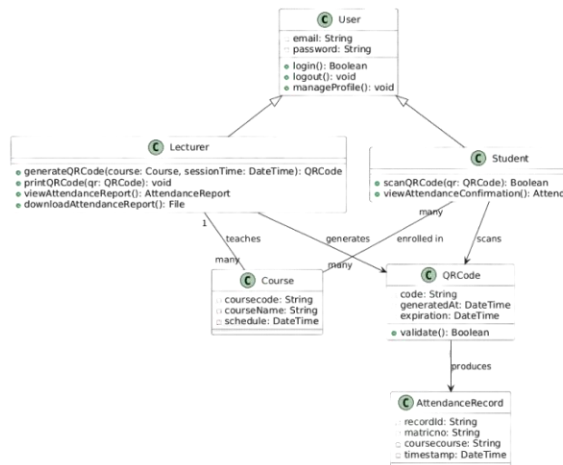 C User
email: String
password: String
login(): Boolean
logout(): void
manageProfile(): void
C Lecturer
generateQRCode(course: Course, sessionTime: DateTime): QRCode
printQRCode(qr: QRCode): void
viewAttendanceReport(): AttendanceReport
downloadAttendanceReport(): File
C Student
scanQRCode(qr: QRCode): Boolean
viewAttendanceConfirmation(): Attend
1
many
teaches
generates
enrolled in
scans
many
many
C Course
coursecode: String
courseName: String
schedule: DateTime
C QRCode
code: String
generatedAt: DateTime
expiration: DateTime
validate(): Boolean
produces
C AttendanceRecord
recordId: String
matricno: String
coursecourse: String
timestamp: DateTime